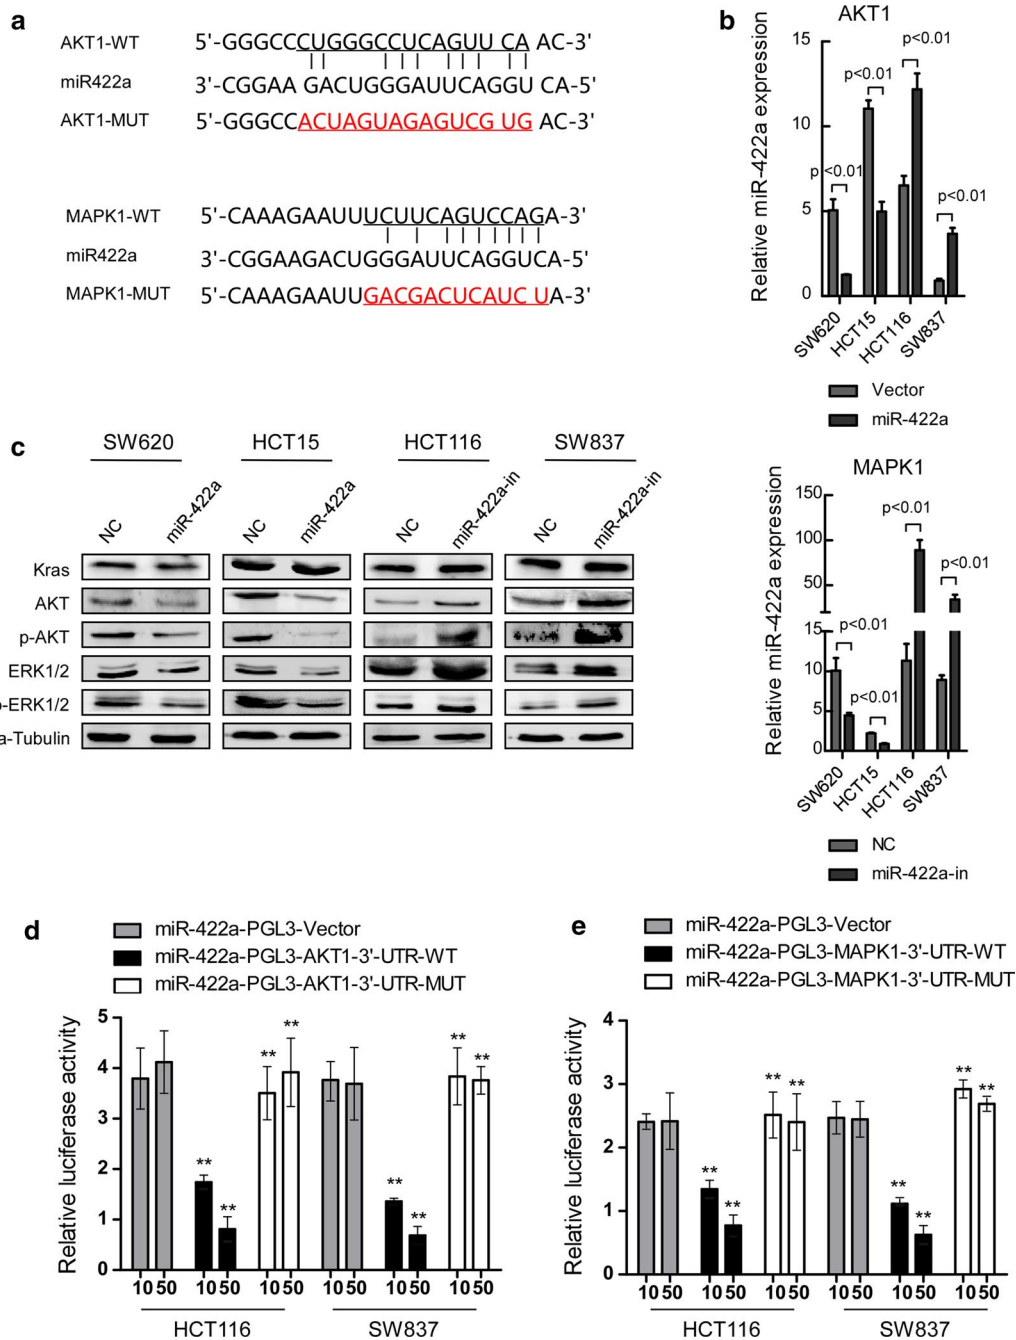 a
AKT1-WT 5'-GGGCCCUGGGCCUCAGUU CA AC-3'
miR422a 3'-CGGAA GACUGGGAUUCAGGU CA-5'
AKT1-MUT 5'-GGGCCACUAGUAGAGUCG UG AC-3'
MAPK1-WT 5'-CAAAGAAUUUCUUCAGUCCAGA-3'
miR422a 3'-CGGAAGACUGGGAUUCAGGUCA-5'
MAPK1-MUT 5'-CAAAGAAUUGACGACUCAUC UA-3'
b
AKT1
Relative miR-422a expression
15
10
5
0
p<0.01
p<0.01
p<0.01
p<0.01
SW620
HCT15
HCT116
SW837
Vector
miR-422a
MAPK1
Relative miR-422a expression
150
100
50
15
10
5
0
p<0.01
p<0.01
p<0.01
p<0.01
SW620
HCT15
HCT116
SW837
NC
miR-422a-in
c
SW620 HCT15 HCT116 SW837
NC miR-422a NC miR-422a NC miR-422a-in NC miR-422a-in
Kras
AKT
p-AKT
ERK1/2
p-ERK1/2
a-Tubulin
d
miR-422a-PGL3-Vector
miR-422a-PGL3-AKT1-3'-UTR-WT
miR-422a-PGL3-AKT1-3'-UTR-MUT
Relative luciferase activity
5
4
3
2
1
0
** ** ** ** ** ** ** **
10 50 10 50 10 50 10 50 10 50 10 50
HCT116 SW837
e
miR-422a-PGL3-Vector
miR-422a-PGL3-MAPK1-3'-UTR-WT
miR-422a-PGL3-MAPK1-3'-UTR-MUT
Relative luciferase activity
4
3
2
1
0
** ** ** ** ** ** ** **
10 50 10 50 10 50 10 50 10 50 10 50
HCT116 SW837